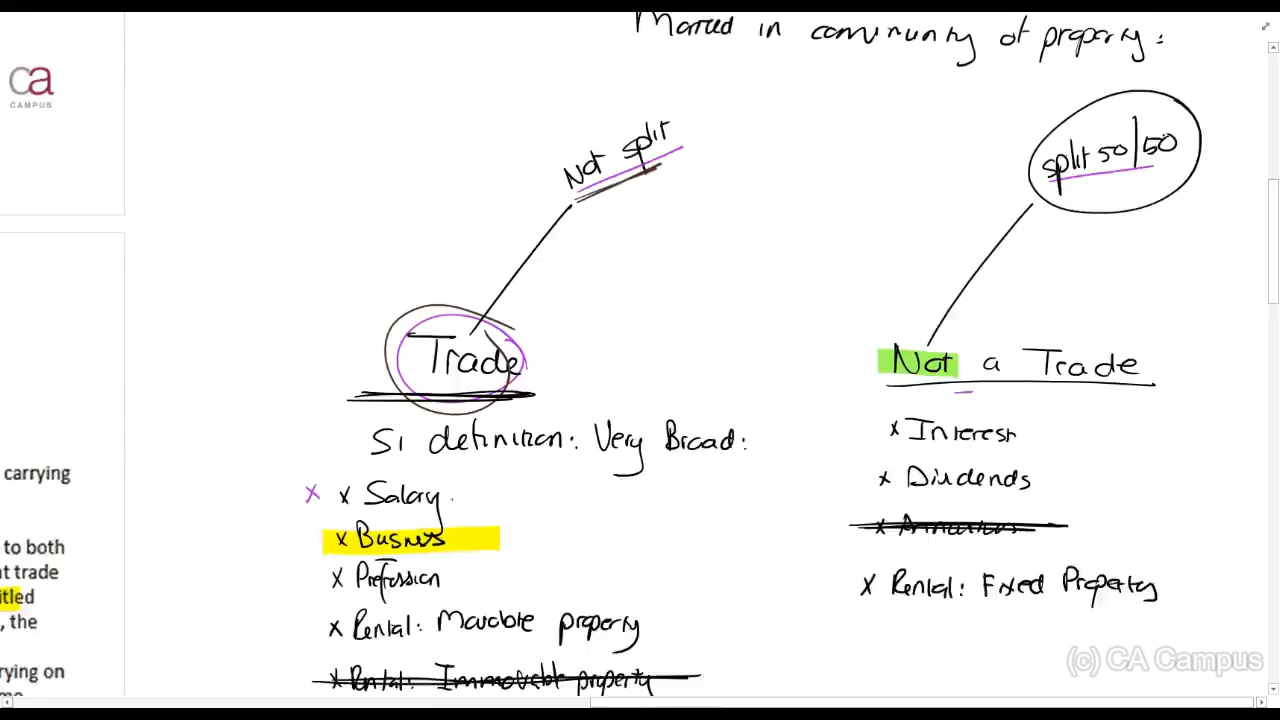 Married in community of property:
ca
CAMPUS
Not split
split 50/50
Trade
Not a Trade
S1 definition: Very Broad:
x Interest
x Dividends
carrying
x x Salary
x Business
to both
t trade
x Profession
x Rental: Fixed Property
itled
, the
x Rental: Movable property
(c) CA Campus
rying on
x Rental: Immovable property